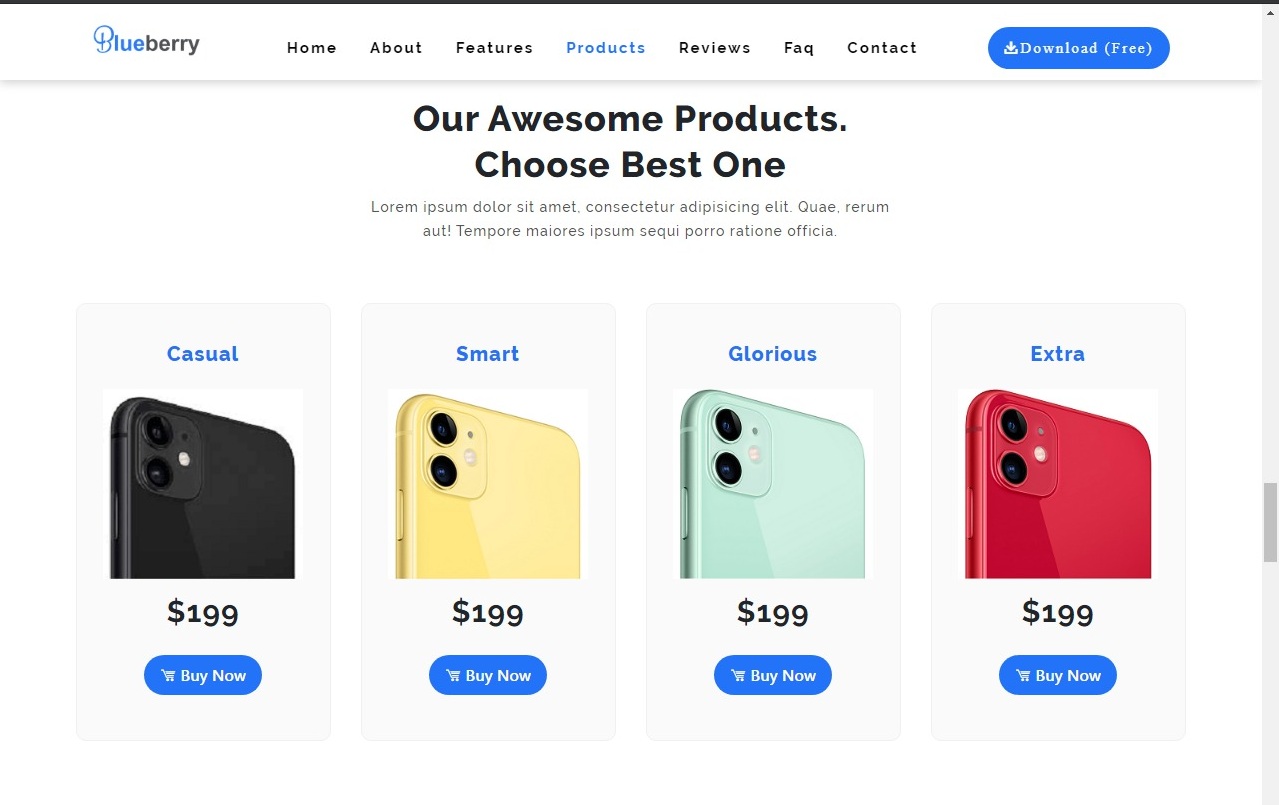 Blueberry
Home About Features Products Reviews Faq Contact
Download (Free)
Our Awesome Products.
Choose Best One
Lorem ipsum dolor sit amet, consectetur adipisicing elit. Quae, rerum
aut! Tempore maiores ipsum sequi porro ratione officia.
Casual
$199
Buy Now
Smart
$199
Buy Now
Glorious
$199
Buy Now
Extra
$199
Buy Now